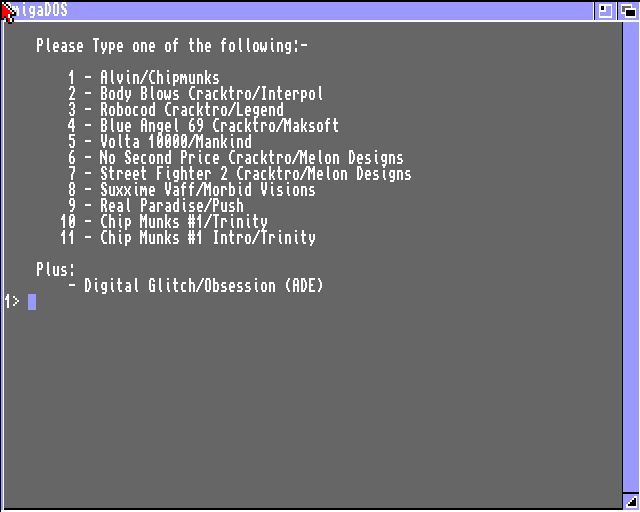 AmigaDOS
Please Type one of the following:-
1 - Alvin/Chipmunks
2 - Body Blows Cracktro/Interpol
3 - Robocod Cracktro/Legend
4 - Blue Angel 69 Cracktro/Maksoft
5 - Volta 10000/Mankind
6 - No Second Price Cracktro/Melon Designs
7 - Street Fighter 2 Cracktro/Melon Designs
8 - Suxxime Vaff/Morbid Visions
9 - Real Paradise/Push
10 - Chip Munks #1/Trinity
11 - Chip Munks #1 Intro/Trinity
Plus:
- Digital Glitch/Obsession (ADE)
1>